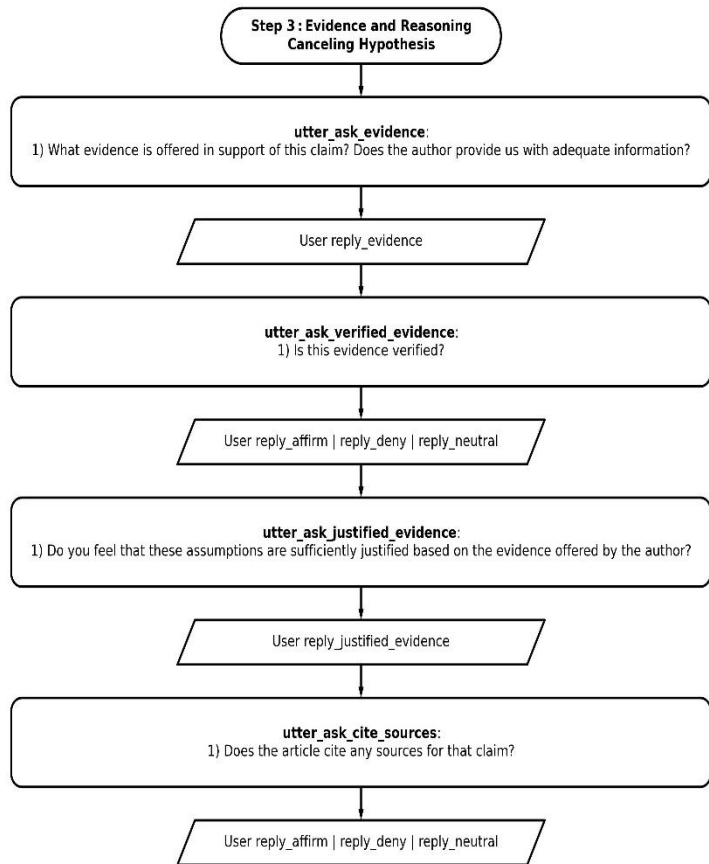 Step 3: Evidence and Reasoning
Canceling Hypothesis
utter_ask_evidence:
1) What evidence is offered in support of this claim? Does the author provide us with adequate information?
User reply_evidence
utter_ask_verified_evidence:
1) Is this evidence verified?
User reply_affirm | reply_deny | reply_neutral
utter_ask_justified_evidence:
1) Do you feel that these assumptions are sufficiently justified based on the evidence offered by the author?
User reply_justified_evidence
utter_ask_cite_sources:
1) Does the article cite any sources for that claim?
User reply_affirm | reply_deny | reply_neutral